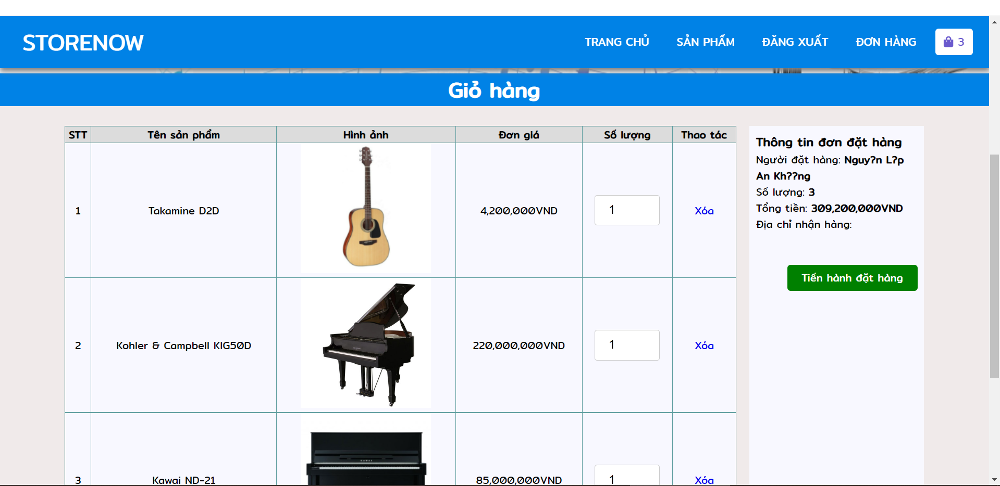 STORENOW
TRANG CHỦ SẢN PHẨM ĐĂNG XUẤT ĐƠN HÀNG 3
Giỏ hàng
STT Tên sản phẩm Hình ảnh Đơn giá Số lượng Thao tác
1 Takamine D2D 4,200,000VND 1 Xóa
2 Kohler & Campbell KIG50D 220,000,000VND 1 Xóa
KAWAI
3 Kawai ND-21 85,000,000VND 1 Xóa
Thông tin đơn đặt hàng
Người đặt hàng: Nguy?n L?p
An Kh??ng
Số lượng: 3
Tổng tiền: 309,200,000VND
Địa chỉ nhận hàng:
Tiến hành đặt hàng